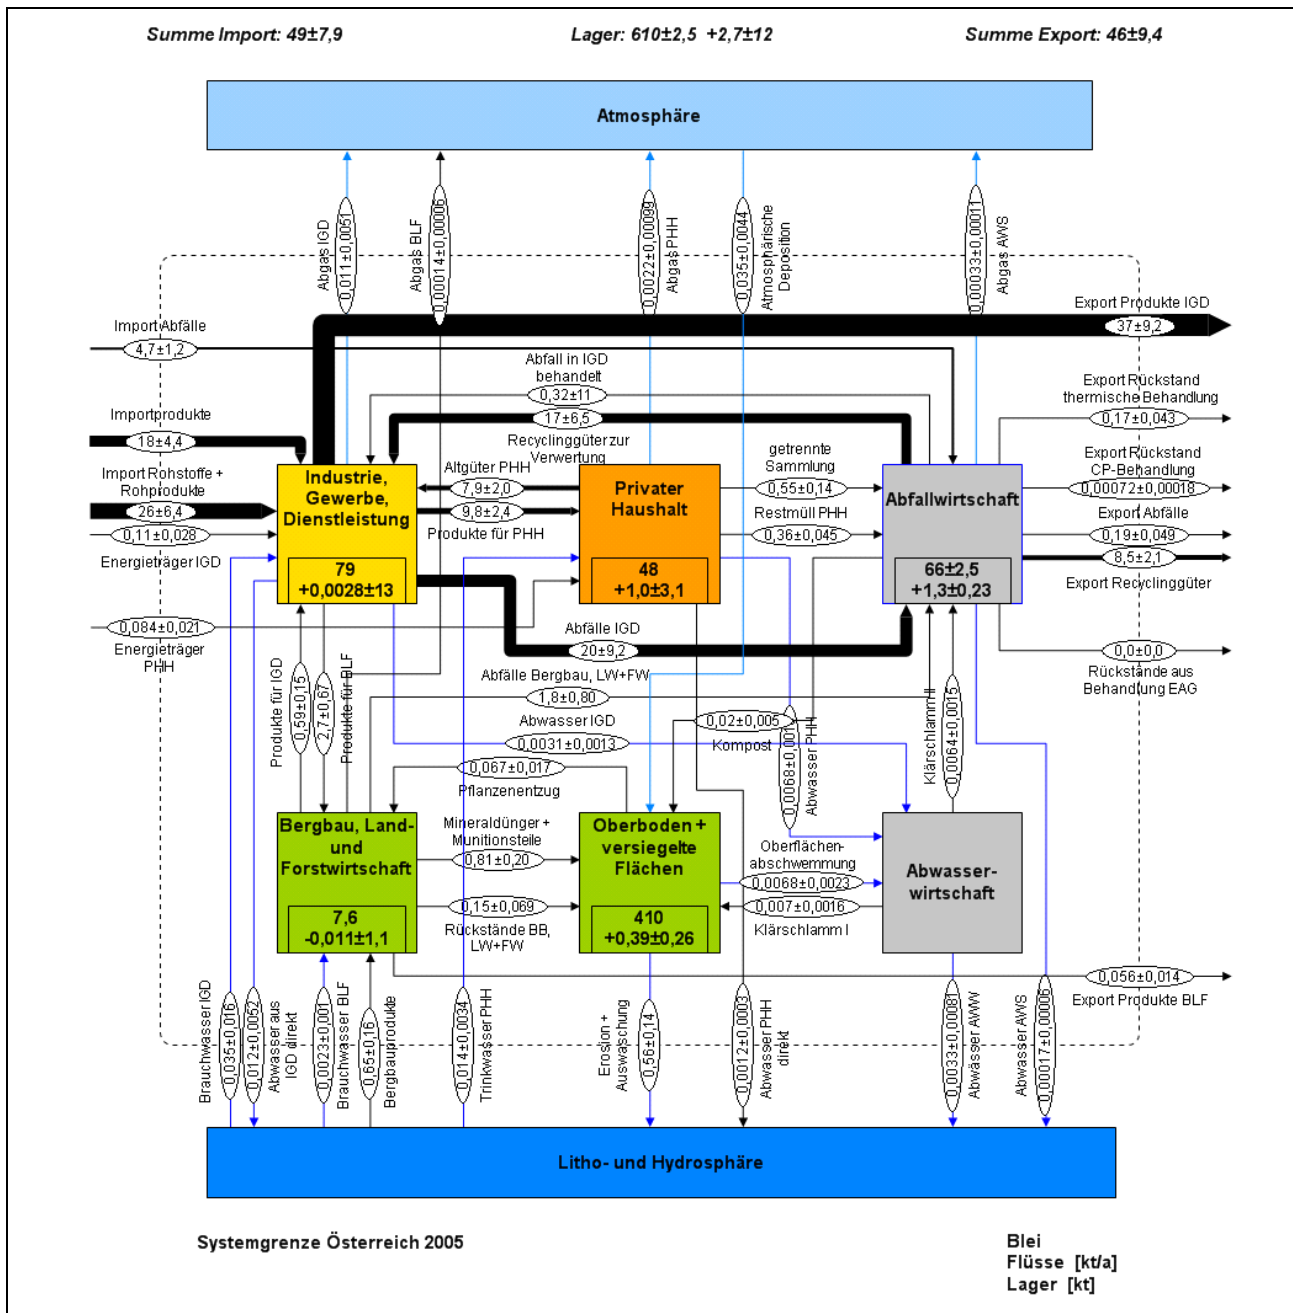 Summe Import: 49±7,9
Lager: 610±2,5 +2,7±12
Summe Export: 46±9,4
Atmosphäre
Abgas IGD
0,011±0,0051
Abgas BLF
0,00014±0,00006
0,0022±0,00099
Abgas PHH
0,035±0,0044
Atmosphärische
Deposition
0,00033±0,00011
Abgas AWS
Import Abfälle
4,7±1,2
Export Produkte IGD
37±9,2
Abfall in IGD
behandelt
0,32±11
Export Rückstand
thermische Behandlung
0,17±0,043
Importprodukte
18±4,4
17±6,5
Recyclinggüter zur
Verwertung
Import Rohstoffe +
Rohprodukte
26±6,4
0,11±0,028
Energieträger IGD
Industrie,
Gewerbe,
Dienstleistung
79
+0,0028±13
Altgüter PHH
7,9±2,0
9,8±2,4
Produkte für PHH
Privater
Haushalt
48
+1,0±3,1
getrennte
Sammlung
0,55±0,14
Restmüll PHH
0,36±0,045
Abfallwirtschaft
66±2,5
+1,3±0,23
Export Rückstand
CP-Behandlung
0,00072±0,00018
Export Abfälle
0,19±0,049
8,5±2,1
Export Recyclinggüter
0,084±0,021
Energieträger
PHH
Abfälle IGD
20±9,2
0,0±0,0
Rückstände aus
Behandlung EAG
Produkte für IGD
0,59±0,15
2,7±0,67
Produkte für BLF
Abfälle Bergbau, LW+FW
1,8±0,80
Abwasser IGD
0,0031±0,0013
0,02±0,005
Kompost
0,0068±0,001
Abwasser PHH
Klärschlamm II
0,0064±0,0015
0,067±0,017
Pflanzenentzug
Bergbau, Land-
und
Forstwirtschaft
7,6
-0,011±1,1
Mineraldünger +
Munitionsteile
0,81±0,20
0,15±0,069
Rückstände BB,
LW+FW
Oberboden +
versiegelte
Flächen
410
+0,39±0,26
Oberflächen-
abschwemmung
0,0068±0,0023
0,007±0,0016
Klärschlamm I
Abwasser-
wirtschaft
0,056±0,014
Export Produkte BLF
Brauchwasser IGD
0,035±0,016
0,012±0,0052
Abwasser aus
IGD direkt
0,0023±0,001
Brauchwasser BLF
0,65±0,16
Bergbauprodukte
0,014±0,0034
Trinkwasser PHH
Erosion +
Auswaschung
0,56±0,14
0,0012±0,0003
Abwasser PHH
direkt
0,0033±0,00081
Abwässer AWW
Abwasser AWS
0,00017±0,00006
Litho- und Hydrosphäre
Systemgrenze Österreich 2005
Blei
Flüsse [kt/a]
Lager [kt]